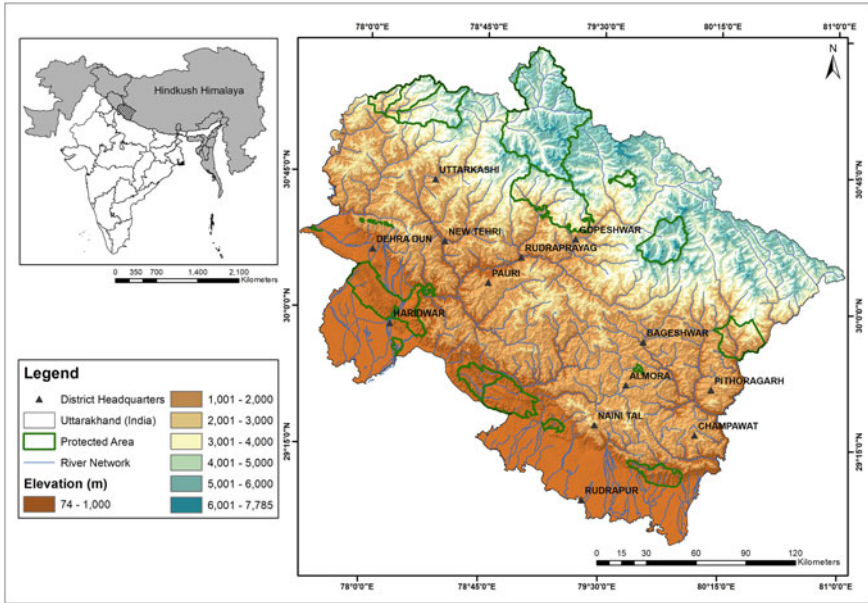 78°0'0"E 78°45'0"E 79°30'0"E 80°15'0"E 81°0'0"E
N
Hindkush Himalaya
0 350 700 1,400 2,100
Kilometers
30°45'0"N
30°0'0"N
29°15'0"N
UTTARKASHI
GOPESHWAR
NEW TEHRI
DEHRA DUN
RUDRAPRAYAG
PAURI
HARIDWAR
BAGESHWAR
ALMORA
PITHORAGARH
NAINI TAL
CHAMPAWAT
RUDRAPUR
30°45'0"N
30°0'0"N
29°15'0"N
Legend
District Headquarters
Uttarakhand (India)
Protected Area
River Network
Elevation (m)
74 - 1,000
1,001 - 2,000
2,001 - 3,000
3,001 - 4,000
4,001 - 5,000
5,001 - 6,000
6,001 - 7,785
0 15 30 60 90 120
Kilometers
78°0'0"E 78°45'0"E 79°30'0"E 80°15'0"E 81°0'0"E